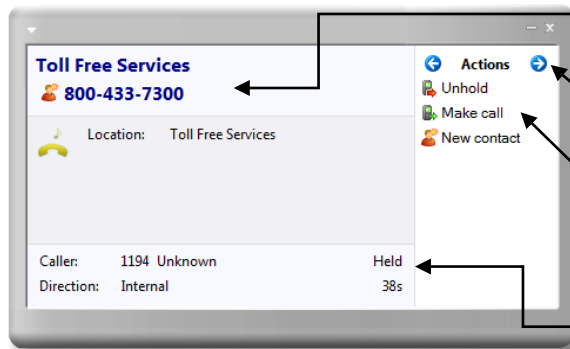 Toll Free Services
800-433-7300
Location: Toll Free Services
Caller: 1194 Unknown Held
Direction: Internal 38s
Actions
Unhold
Make call
New contact